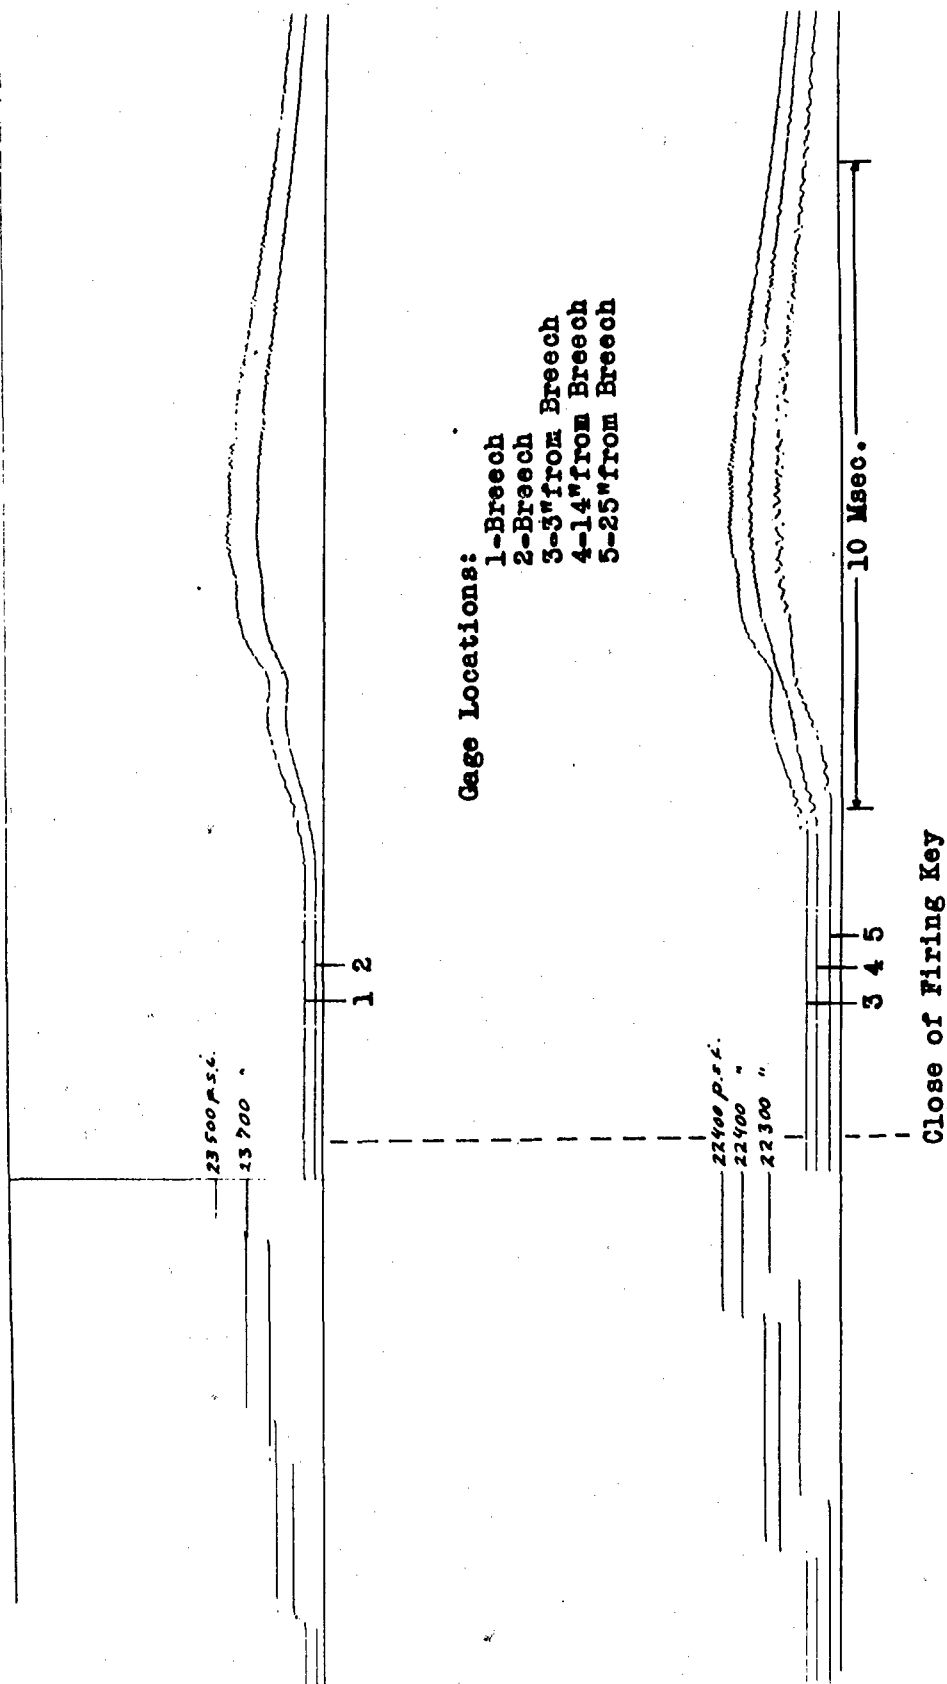 23500 p.s.i.
23700 "
1
2
Gage Locations:
1-Breech
2-Breech
3-3"from Breech
4-14"from Breech
5-25"from Breech
22400 p.s.i.
22400 "
22300 "
3
4
5
10 Msec.
Close of Firing Key